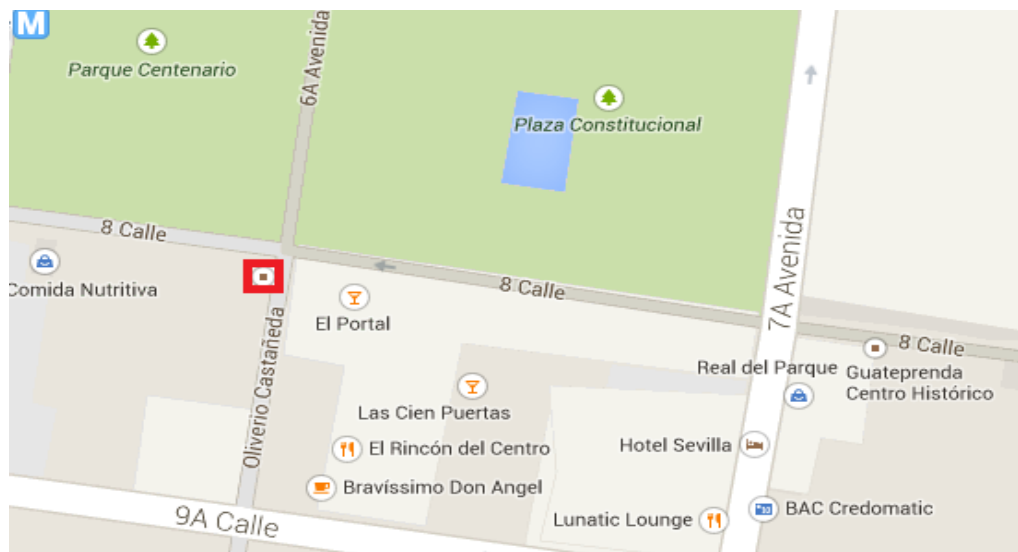 M
Parque Centenario
6A Avenida
Plaza Constitucional
7A Avenida
8 Calle
Comida Nutritiva
8 Calle
El Portal
8 Calle
Oliverio Castañeda
Real del Parque
Guateprenda
Centro Histórico
Las Cien Puertas
El Rincón del Centro
Hotel Sevilla
Bravíssimo Don Angel
9A Calle
Lunatic Lounge
BAC Credomatic